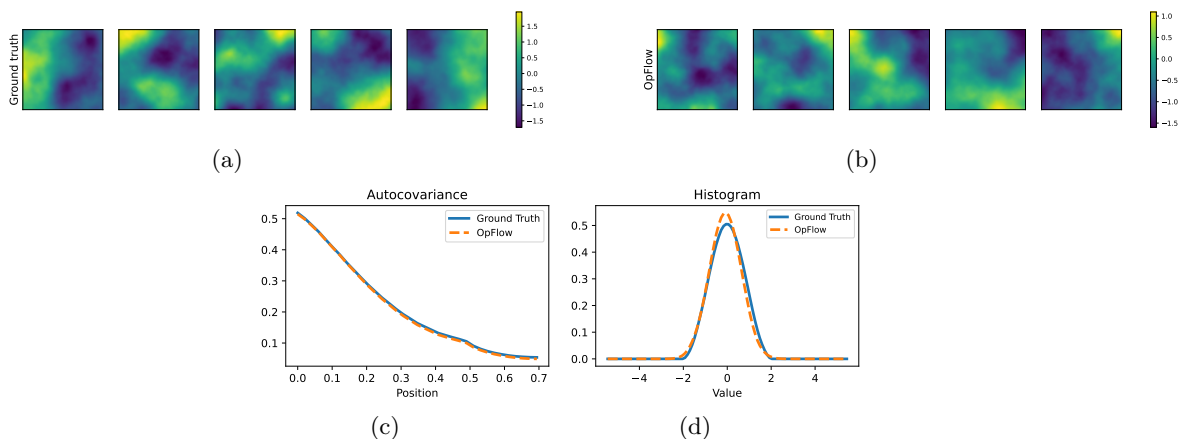 Ground truth
1.5
1.0
0.5
0.0
−0.5
−1.0
−1.5
(a)
OpFlow
1.0
0.5
0.0
−0.5
−1.0
−1.5
(b)
Autocovariance
0.5
0.4
0.3
0.2
0.1
Ground Truth
OpFlow
0.0 0.1 0.2 0.3 0.4 0.5 0.6 0.7
Position
(c)
Histogram
0.5
0.4
0.3
0.2
0.1
0.0
Ground Truth
OpFlow
−4 −2 0 2 4
Value
(d)